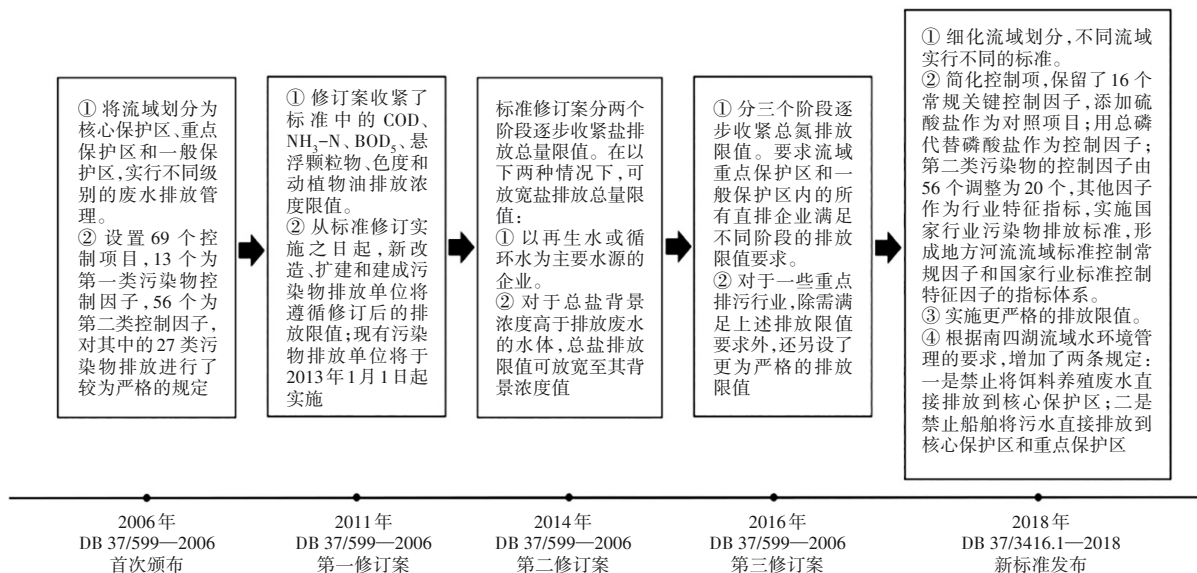 ① 将流域划分为
核心保护区、重点
保护区和一般保
护区,实行不同级
别的废水排放管
理。
② 设置 69 个控
制项目,13 个为
第一类污染物控
制因子,56 个为
第二类控制因子,
对其中的27 类污
染物排放进行了
较为严格的规定
① 修订案收紧了
标准中的 COD、
NH₃-N、BOD₅、悬
浮颗粒物、色度和
动植物油排放浓
度限值。
② 从标准修订实
施之日起,新改
造、扩建和建成污
染物排放单位将
遵循修订后的排
放限值;现有污染
物排放单位将于
2013年1月1日起
实施
标准修订案分两个
阶段逐步收紧盐排
放总量限值。在以
下两种情况下,可
放宽盐排放总量限
值:
① 以再生水或循
环水为主要水源的
企业。
② 对于总盐背景
浓度高于排放废水
的水体,总盐排放
限值可放宽至其背
景浓度值
① 分三个阶段逐
步收紧总氮排放
限值。要求流域
重点保护区和一
般保护区内的所
有直排企业满足
不同阶段的排放
限值要求。
② 对于一些重点
排污行业,除需满
足上述排放限值
要求外,还另设了
更为严格的排放
限值
① 细化流域划分,不同流域
实行不同的标准。
② 简化控制项,保留了 16 个
常规关键控制因子,添加硫
酸盐作为对照项目;用总磷
代替磷酸盐作为控制因子;
第二类污染物的控制因子由
56 个调整为 20 个,其他因子
作为行业特征指标,实施国
家行业污染物排放标准,形
成地方河流流域标准控制常
规因子和国家行业标准控制
特征因子的指标体系。
③ 实施更严格的排放限值。
④ 根据南四湖流域水环境管
理的要求,增加了两条规定:
一是禁止将饵料养殖废水直
接排放到核心保护区;二是
禁止船舶将污水直接排放到
核心保护区和重点保护区
2006年
DB 37/599—2006
首次颁布
2011年
DB 37/599—2006
第一修订案
2014年
DB 37/599—2006
第二修订案
2016年
DB 37/599—2006
第三修订案
2018年
DB 37/3416.1—2018
新标准发布